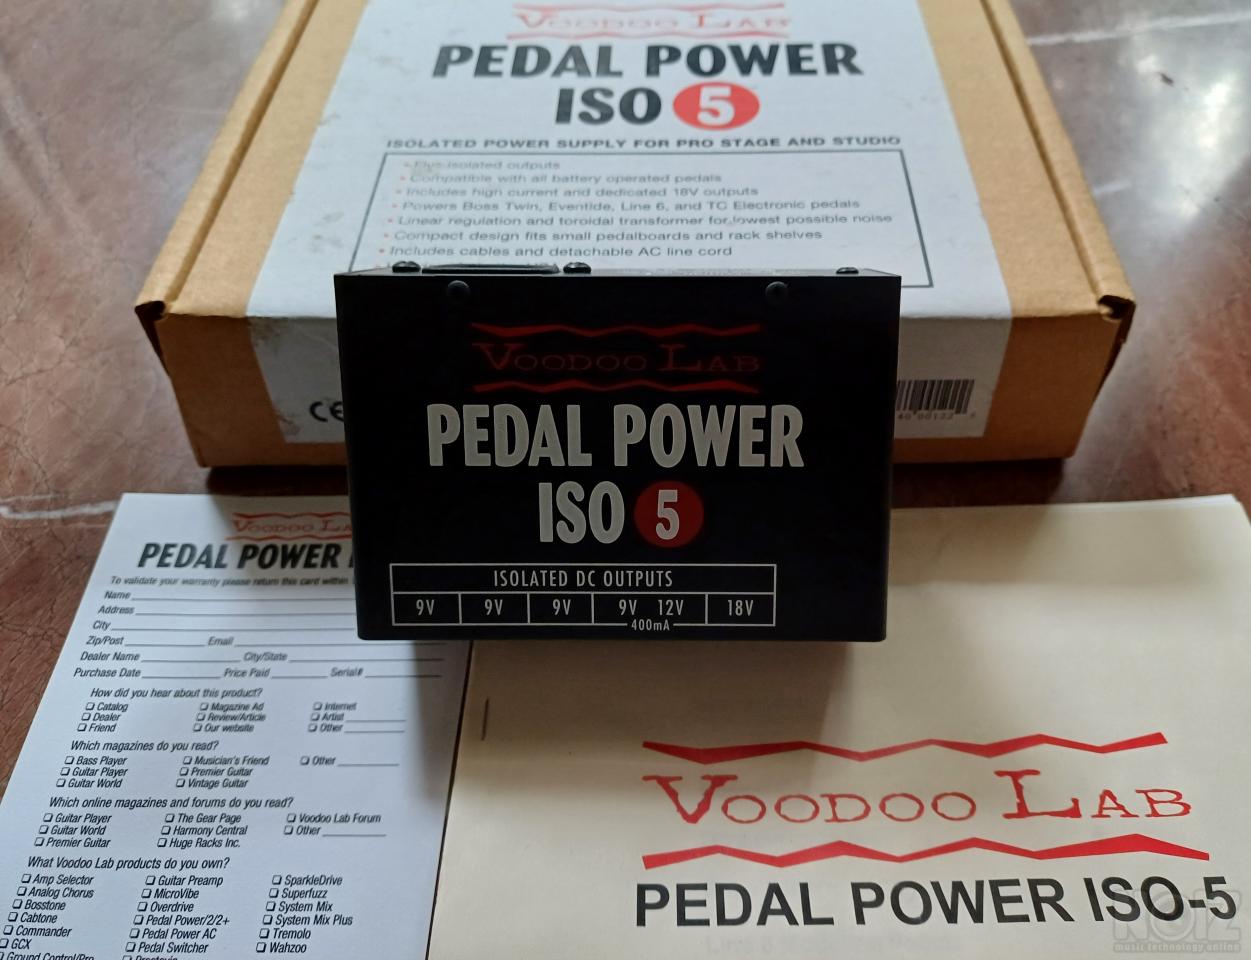 VOODOO LAB
PEDAL POWER
ISO 5
ISOLATED POWER SUPPLY FOR PRO STAGE AND STUDIO
• Five isolated outputs
• Compatible with all battery operated pedals
• Includes high current and dedicated 18V outputs
• Powers Boss Twin, Eventide, Line 6, and TC Electronic pedals
• Linear regulation and toroidal transformer for lowest possible noise
• Compact design fits small pedalboards and rack shelves
• Includes cables and detachable AC line cord
CE
VOODOO LAB
PEDAL POWER
ISO 5
ISOLATED DC OUTPUTS
9V 9V 9V 9V 12V 18V
400mA
VOODOO LAB
PEDAL POWER
To validate your warranty please return this card within
Name
Address
City
Zip/Post Email
Dealer Name City/State
Purchase Date Price Paid Serial#
How did you hear about this product?
❏ Catalog ❏ Magazine Ad ❏ Internet
❏ Dealer ❏ Review/Article ❏ Artist
❏ Friend ❏ Our website ❏ Other
Which magazines do you read?
❏ Bass Player ❏ Musician's Friend ❏ Other
❏ Guitar Player ❏ Premier Guitar
❏ Guitar World ❏ Vintage Guitar
Which online magazines and forums do you read?
❏ Guitar Player ❏ The Gear Page ❏ Voodoo Lab Forum
❏ Guitar World ❏ Harmony Central ❏ Other
❏ Premier Guitar ❏ Huge Racks Inc.
What Voodoo Lab products do you own?
❏ Amp Selector ❏ Guitar Preamp ❏ SparkleDrive
❏ Analog Chorus ❏ MicroVibe ❏ Superfuzz
❏ Bosstone ❏ Overdrive ❏ System Mix
❏ Cabtone ❏ Pedal Power/2/2+ ❏ System Mix Plus
❏ Commander ❏ Pedal Power AC ❏ Tremolo
❏ GCX ❏ Pedal Switcher ❏ Wahzoo
❏ Ground Control/Pro
VOODOO LAB
PEDAL POWER ISO-5
NOIZ
music technology online